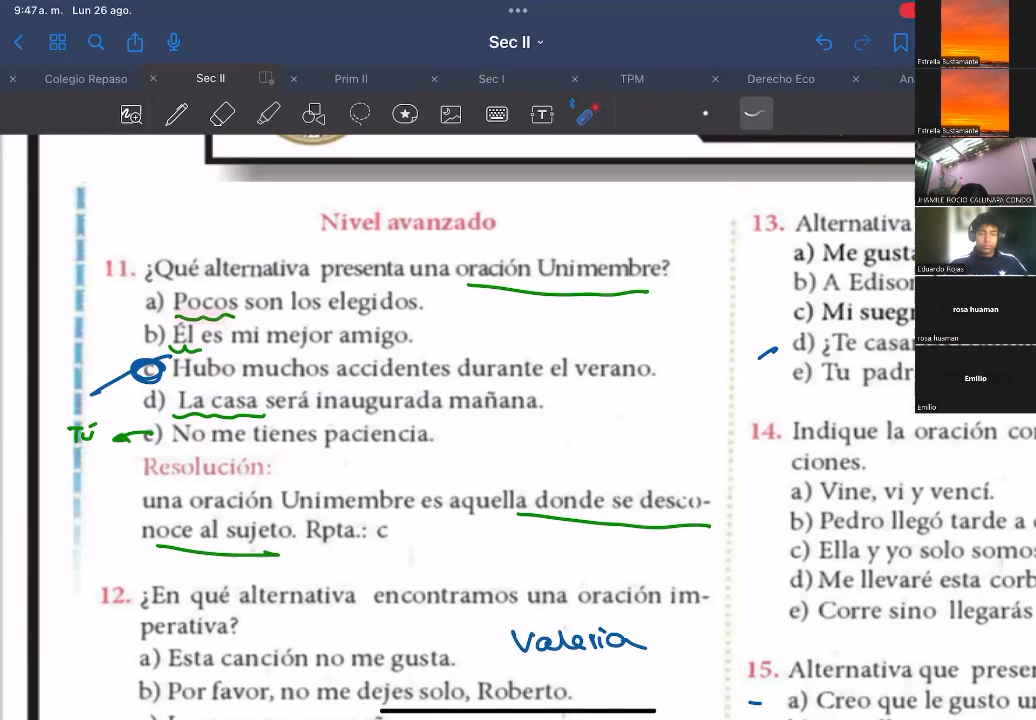 9:47 a. m. Lun 26 ago.
Sec II
Colegio Repaso
Sec II
Prim II
Sec I
TPM
Derecho Eco
Estrella Bustamante
Estrella Bustamante
JHAMILE ROCIO CALLINAPA CONDO
Eduardo Rojas
rosa huaman
rosa huaman
Emilio
Emilio
Nivel avanzado
11. ¿Qué alternativa presenta una oración Unimembre?
a) Pocos son los elegidos.
b) Él es mi mejor amigo.
c) Hubo muchos accidentes durante el verano.
d) La casa será inaugurada mañana.
Tú
e) No me tienes paciencia.
Resolución:
una oración Unimembre es aquella donde se desco-
noce al sujeto. Rpta.: c
12. ¿En qué alternativa encontramos una oración im-
perativa?
Valeria
a) Esta canción no me gusta.
b) Por favor, no me dejes solo, Roberto.
13. Alternativa
a) Me gusta
b) A Edison
c) Mi sueg
d) ¿Te casa
e) Tu padr
14. Indique la oración co
ciones.
a) Vine, vi y vencí.
b) Pedro llegó tarde a
c) Ella y yo solo somo
d) Me llevaré esta corb
e) Corre sino llegarás
15. Alternativa que prese
a) Creo que le gusto u